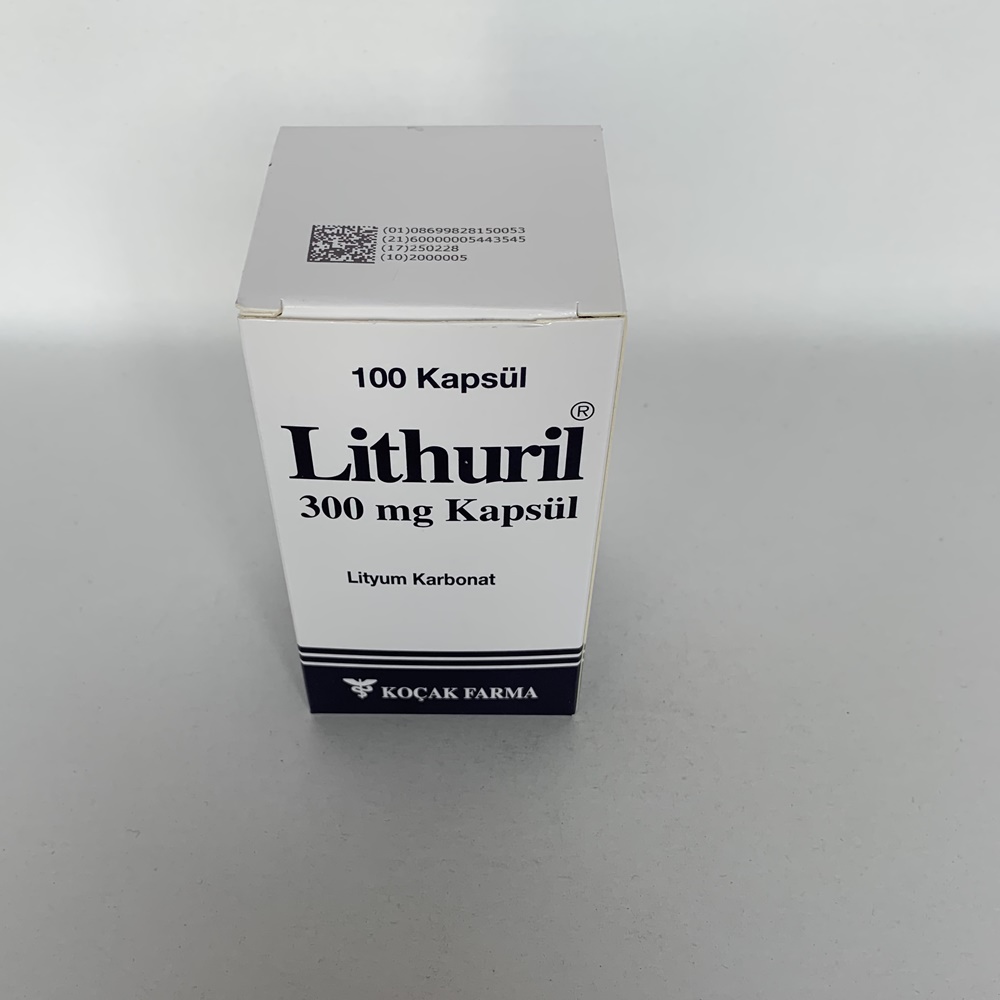 (01)08699828150053
(21)60000005443545
(17)250228
(10)2000005
100 Kapsül
Lithuril®
300 mg Kapsül
Lityum Karbonat
KOÇAK FARMA